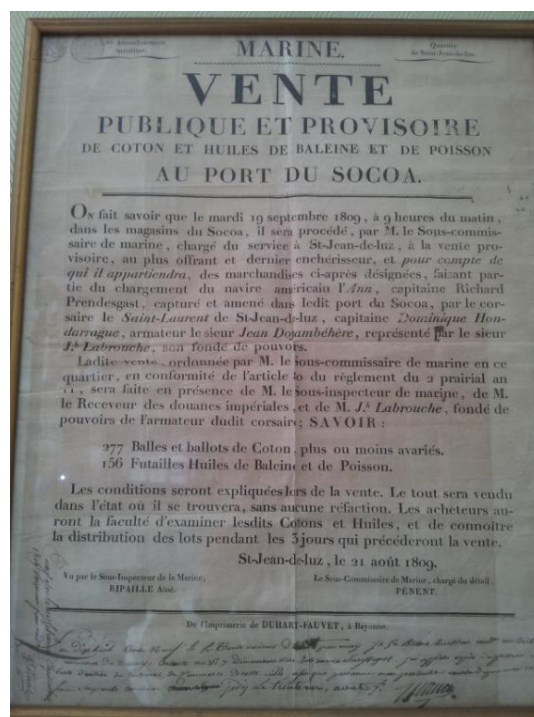 Arrondissement
maritime.
MARINE.
Quartier
de Saint-Jean-de-luz.
VENTE
PUBLIQUE ET PROVISOIRE
DE COTON ET HUILES DE BALEINE ET DE POISSON
AU PORT DU SOCOA.
ON fait savoir que le mardi 19 septembre 1809, à 9 heures du matin,
dans les magasins du Socoa, il sera procédé, par M. le Sous-commis-
saire de marine, chargé du service à St-Jean-de-luz, à la vente pro-
visoire, au plus offrant et dernier enchérisseur, et pour compte de
qui il appartiendra, des marchandises ci-après désignées, faisant par-
tie du chargement du navire américain l'Ann, capitaine Richard
Prendesgast, capturé et amené dans ledit port du Socoa, par le cor-
saire le Saint-Laurent de St-Jean-de-luz, capitaine Dominique Hon-
darrague, armateur le sieur Jean Doyambéhère, représenté par le sieur
J.h Labrouche, son fondé de pouvoirs.
Ladite vente, ordonnée par M. le Sous-commissaire de marine en ce
quartier, en conformité de l'article du règlement du 2 prairial an
11, sera faite en présence de M. le Sous-inspecteur de marine, de M.
le Receveur des douanes impériales, et de M. J.h Labrouche, fondé de
pouvoirs de l'armateur dudit corsaire; SAVOIR :
277 Balles et ballots de Coton, plus ou moins avariés.
156 Futailles Huiles de Baleine et de Poisson.
Les conditions seront expliquées lors de la vente. Le tout sera vendu
dans l'état où il se trouvera, sans aucune réfaction. Les acheteurs au-
ront la faculté d'examiner lesdits Cotons et Huiles, et de connoître
la distribution des lots pendant les 3 jours qui précéderont la vente.
St-Jean-de-luz, le 21 août 1809.
Vu par le Sous-Inspecteur de la Marine,
RIPAILLE Aîné.
Le Sous-Commissaire de Marine, chargé du détail,
PÉNENT.
De l'Imprimerie de DUHART-FAUVET, à Bayonne.